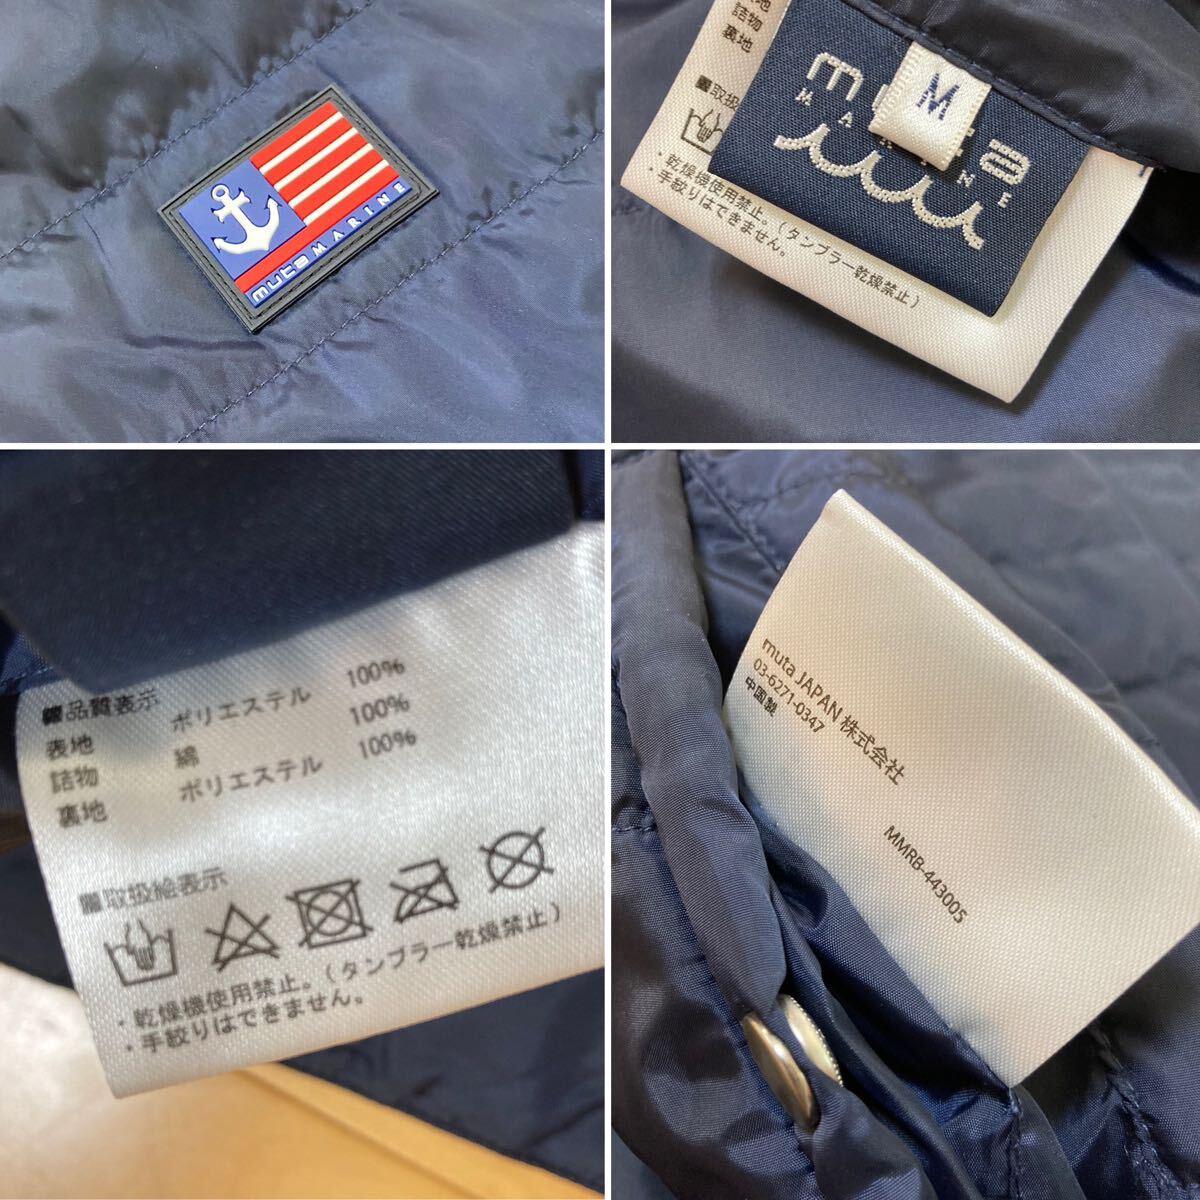 muta MARINE
詰物
裏地
muta
MARINE
M
■取扱
・乾燥機使用禁止。(タンブラー乾燥禁止)
・手絞りはできません。
■品質表示
表地 ポリエステル 100%
詰物 綿 100%
裏地 ポリエステル 100%
■取扱絵表示
・乾燥機使用禁止。(タンブラー乾燥禁止)
・手絞りはできません。
muta JAPAN 株式会社
03-6271-0347
中国製
MMRB-443005